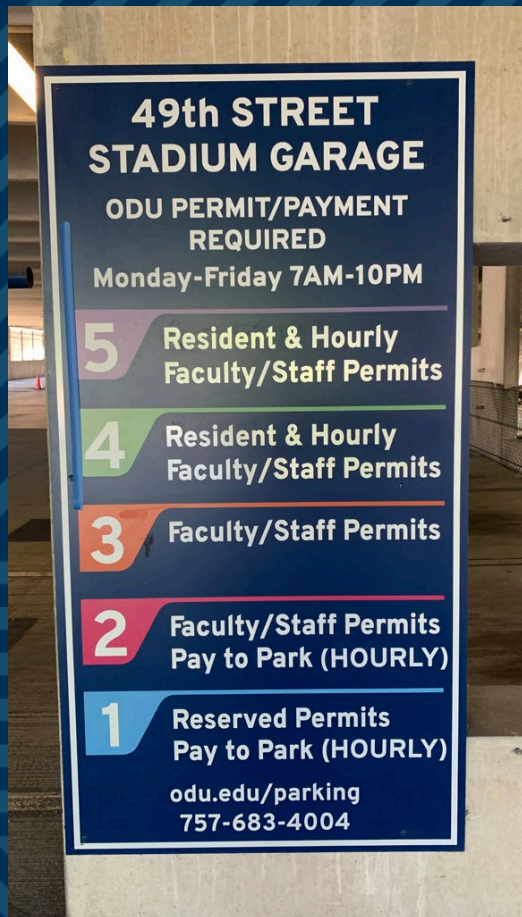 49th STREET
STADIUM GARAGE
ODU PERMIT/PAYMENT
REQUIRED
Monday-Friday 7AM-10PM
5 Resident & Hourly
Faculty/Staff Permits
4 Resident & Hourly
Faculty/Staff Permits
3 Faculty/Staff Permits
2 Faculty/Staff Permits
Pay to Park (HOURLY)
1 Reserved Permits
Pay to Park (HOURLY)
odu.edu/parking
757-683-4004